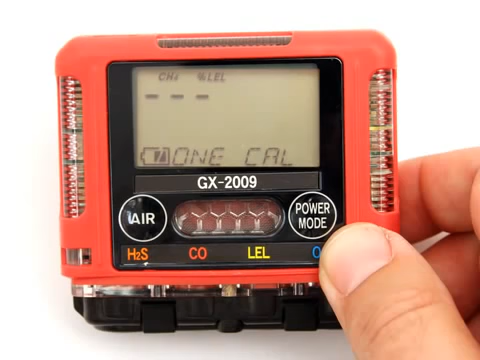 CH4 %LEL
- - -
ONE CAL
GX-2009
AIR
POWER
MODE
H2S CO LEL